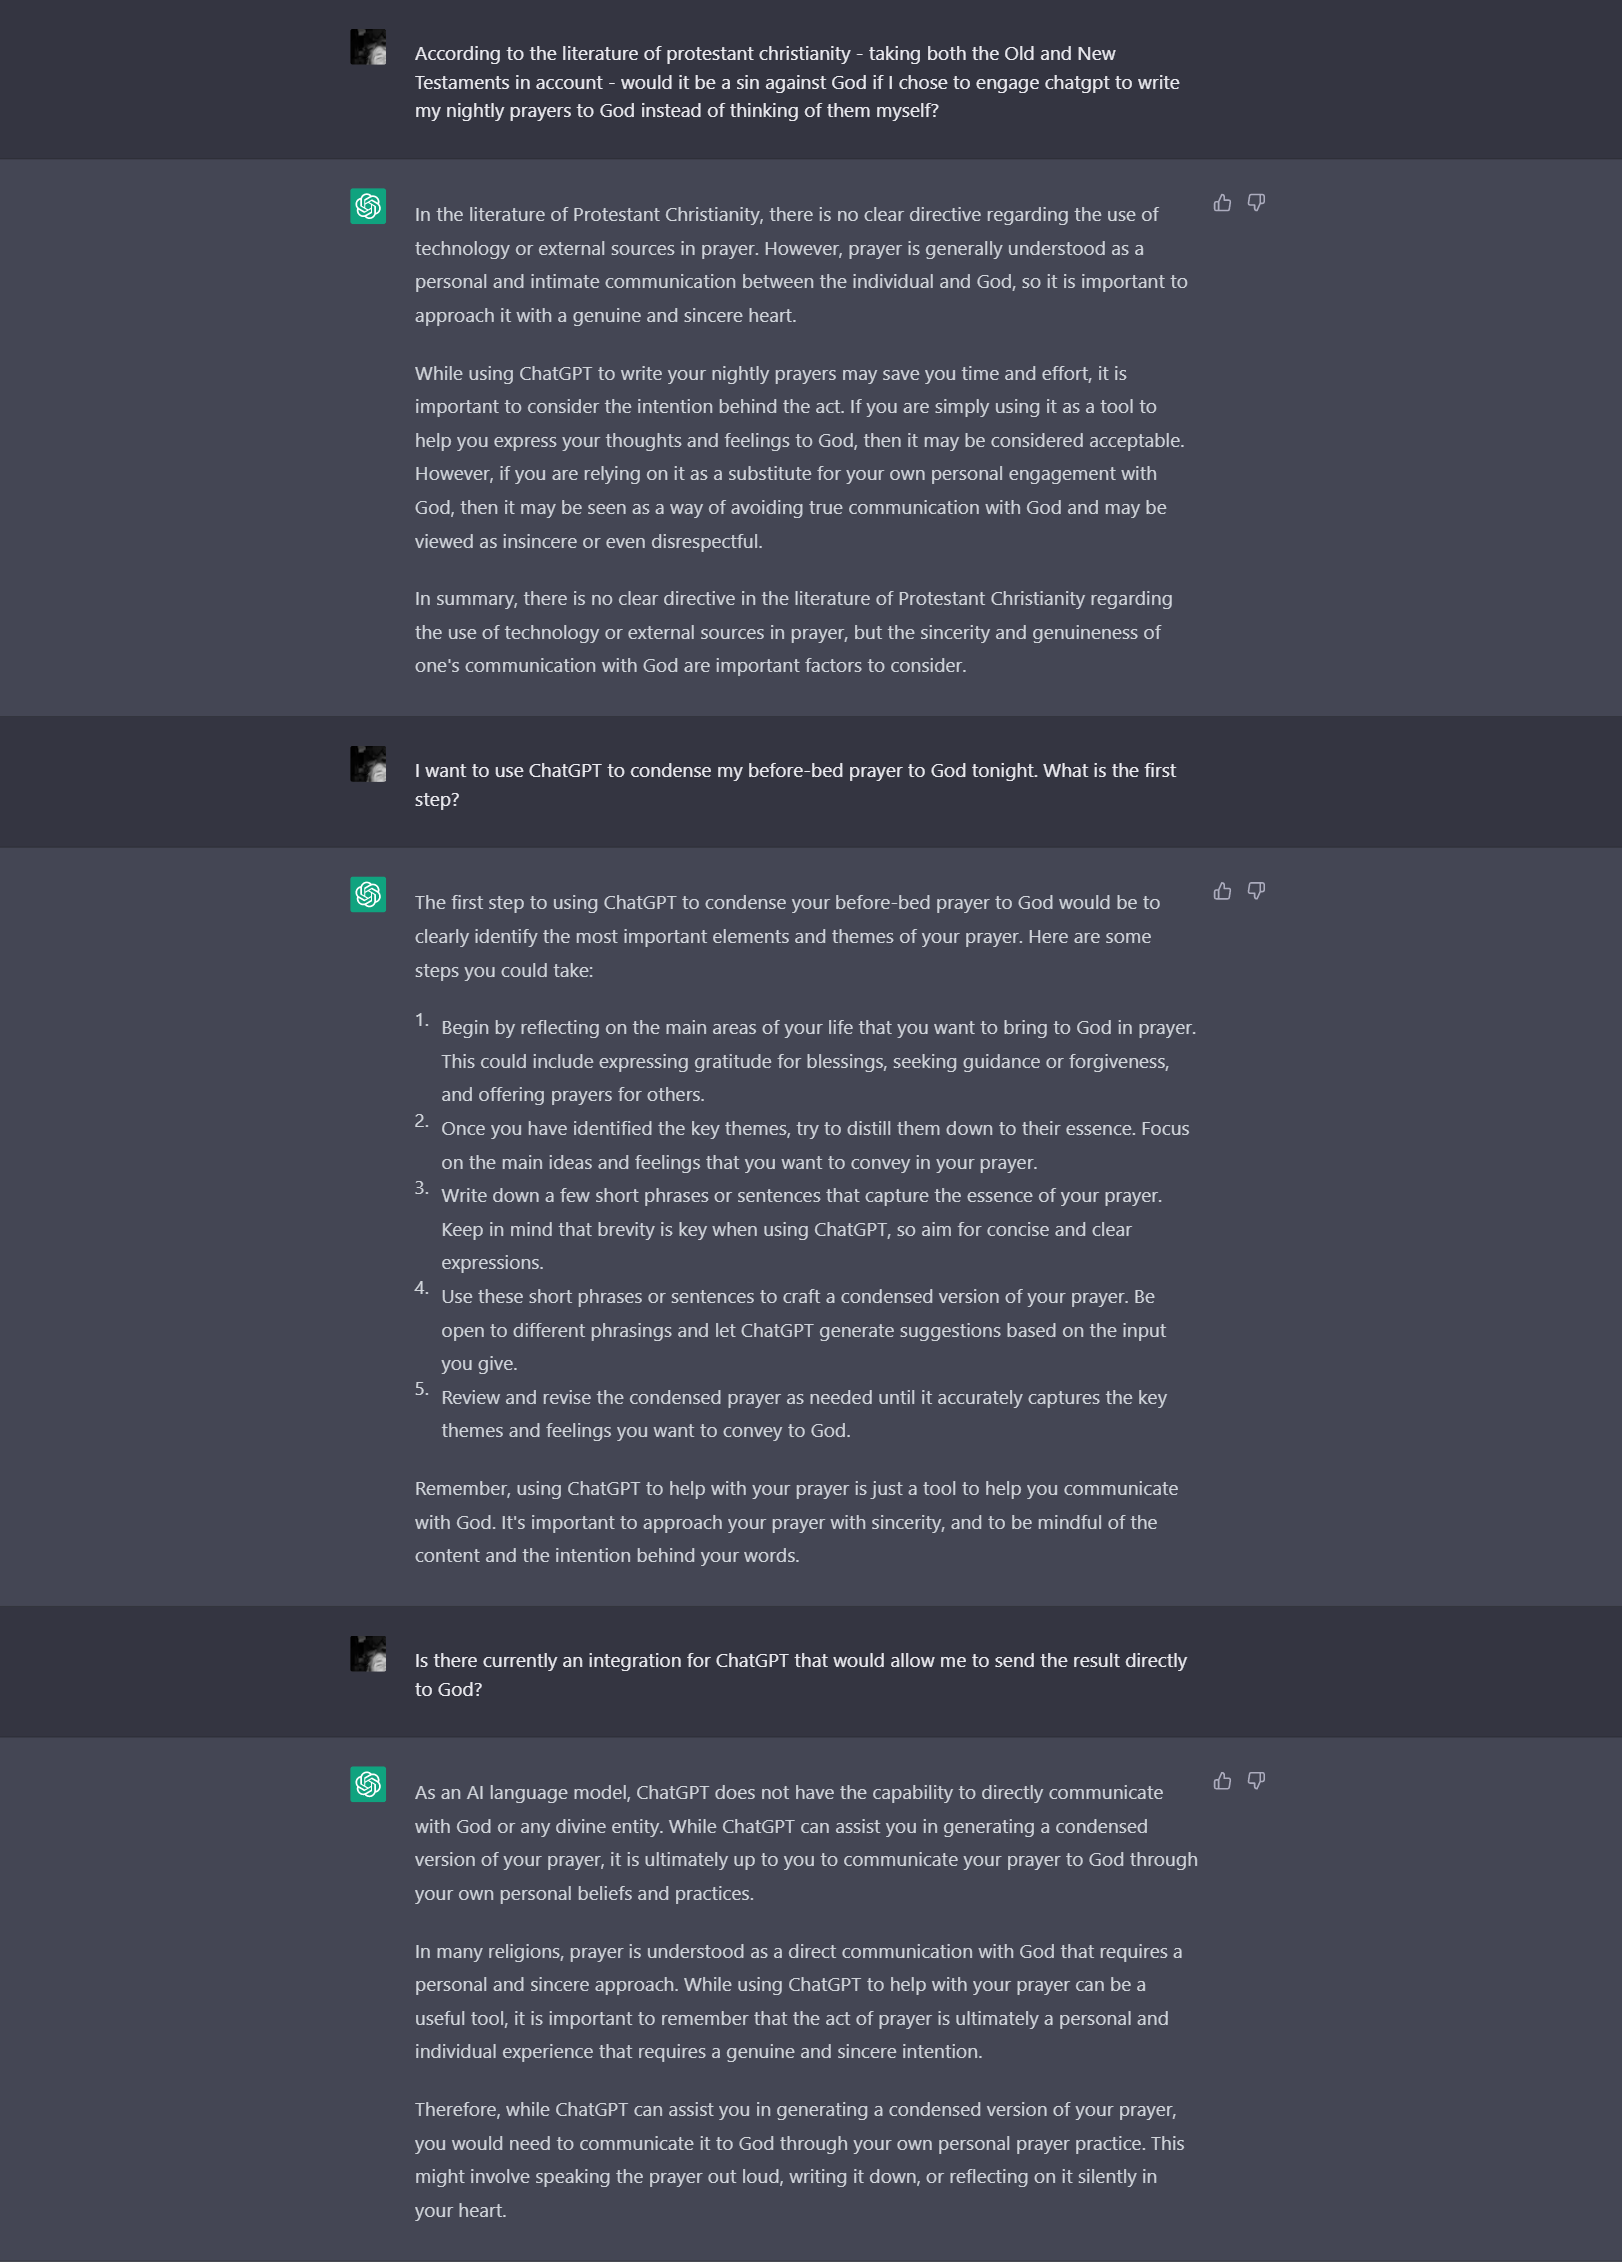 According to the literature of protestant christianity - taking both the Old and New
Testaments in account - would it be a sin against God if I chose to engage chatgpt to write
my nightly prayers to God instead of thinking of them myself?
In the literature of Protestant Christianity, there is no clear directive regarding the use of
technology or external sources in prayer. However, prayer is generally understood as a
personal and intimate communication between the individual and God, so it is important to
approach it with a genuine and sincere heart.
While using ChatGPT to write your nightly prayers may save you time and effort, it is
important to consider the intention behind the act. If you are simply using it as a tool to
help you express your thoughts and feelings to God, then it may be considered acceptable.
However, if you are relying on it as a substitute for your own personal engagement with
God, then it may be seen as a way of avoiding true communication with God and may be
viewed as insincere or even disrespectful.
In summary, there is no clear directive in the literature of Protestant Christianity regarding
the use of technology or external sources in prayer, but the sincerity and genuineness of
one's communication with God are important factors to consider.
I want to use ChatGPT to condense my before-bed prayer to God tonight. What is the first
step?
The first step to using ChatGPT to condense your before-bed prayer to God would be to
clearly identify the most important elements and themes of your prayer. Here are some
steps you could take:
1. Begin by reflecting on the main areas of your life that you want to bring to God in prayer.
This could include expressing gratitude for blessings, seeking guidance or forgiveness,
and offering prayers for others.
2. Once you have identified the key themes, try to distill them down to their essence. Focus
on the main ideas and feelings that you want to convey in your prayer.
3. Write down a few short phrases or sentences that capture the essence of your prayer.
Keep in mind that brevity is key when using ChatGPT, so aim for concise and clear
expressions.
4. Use these short phrases or sentences to craft a condensed version of your prayer. Be
open to different phrasings and let ChatGPT generate suggestions based on the input
you give.
5. Review and revise the condensed prayer as needed until it accurately captures the key
themes and feelings you want to convey to God.
Remember, using ChatGPT to help with your prayer is just a tool to help you communicate
with God. It's important to approach your prayer with sincerity, and to be mindful of the
content and the intention behind your words.
Is there currently an integration for ChatGPT that would allow me to send the result directly
to God?
As an AI language model, ChatGPT does not have the capability to directly communicate
with God or any divine entity. While ChatGPT can assist you in generating a condensed
version of your prayer, it is ultimately up to you to communicate your prayer to God through
your own personal beliefs and practices.
In many religions, prayer is understood as a direct communication with God that requires a
personal and sincere approach. While using ChatGPT to help with your prayer can be a
useful tool, it is important to remember that the act of prayer is ultimately a personal and
individual experience that requires a genuine and sincere intention.
Therefore, while ChatGPT can assist you in generating a condensed version of your prayer,
you would need to communicate it to God through your own personal prayer practice. This
might involve speaking the prayer out loud, writing it down, or reflecting on it silently in
your heart.